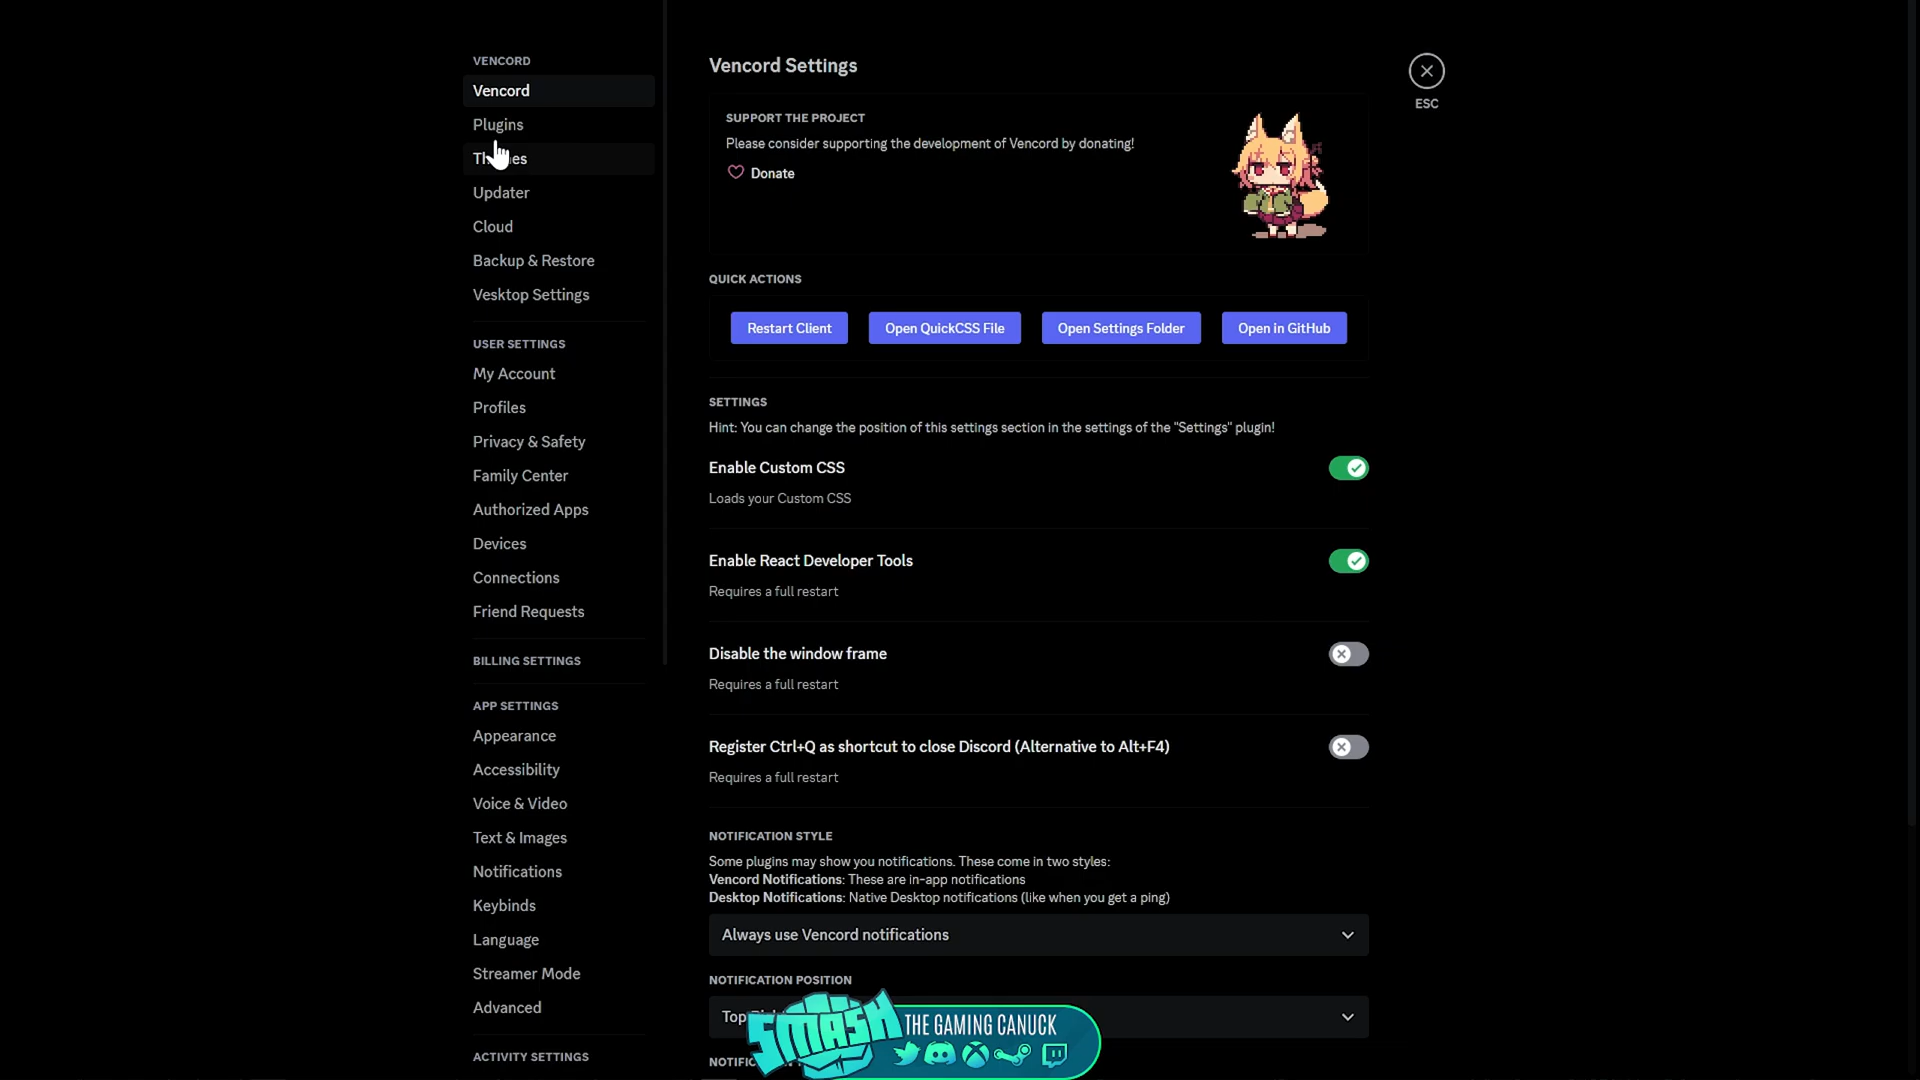 VENCORD
Vencord
Plugins
Updater
Cloud
Backup & Restore
Vesktop Settings
USER SETTINGS
My Account
Profiles
Privacy & Safety
Family Center
Authorized Apps
Devices
Connections
Friend Requests
BILLING SETTINGS
APP SETTINGS
Appearance
Accessibility
Voice & Video
Text & Images
Notifications
Keybinds
Language
Streamer Mode
Advanced
ACTIVITY SETTINGS
Vencord Settings
ESC
SUPPORT THE PROJECT
Please consider supporting the development of Vencord by donating!
Donate
QUICK ACTIONS
Restart Client
Open QuickCSS File
Open Settings Folder
Open in GitHub
SETTINGS
Hint: You can change the position of this settings section in the settings of the "Settings" plugin!
Enable Custom CSS
Loads your Custom CSS
Enable React Developer Tools
Requires a full restart
Disable the window frame
Requires a full restart
Register Ctrl+Q as shortcut to close Discord (Alternative to Alt+F4)
Requires a full restart
NOTIFICATION STYLE
Some plugins may show you notifications. These come in two styles:
Vencord Notifications: These are in-app notifications
Desktop Notifications: Native Desktop notifications (like when you get a ping)
Always use Vencord notifications
NOTIFICATION POSITION
Top
SMASH
THE GAMING CANUCK